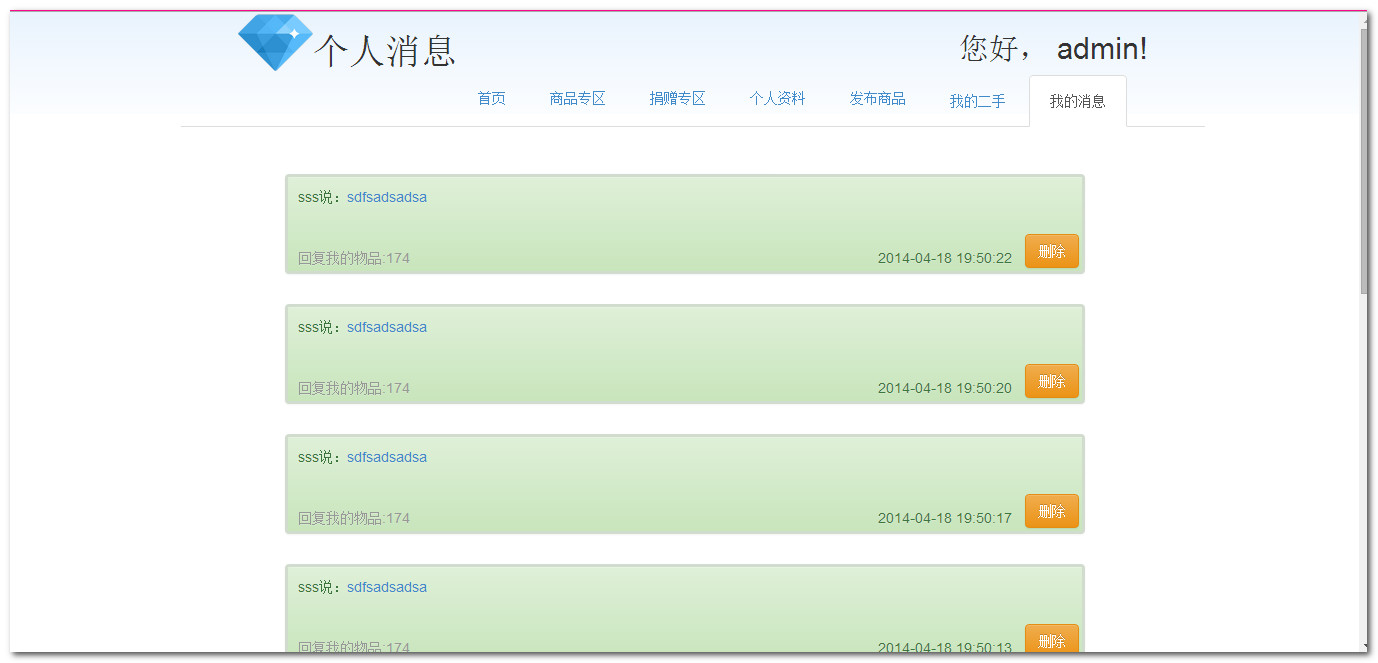 个人消息
您好， admin!
首页 商品专区 捐赠专区 个人资料 发布商品 我的二手 我的消息
sss说：sdfsadsadsa
回复我的物品:174 2014-04-18 19:50:22 删除
sss说：sdfsadsadsa
回复我的物品:174 2014-04-18 19:50:20 删除
sss说：sdfsadsadsa
回复我的物品:174 2014-04-18 19:50:17 删除
sss说：sdfsadsadsa
回复我的物品:174 2014-04-18 19:50:13 删除